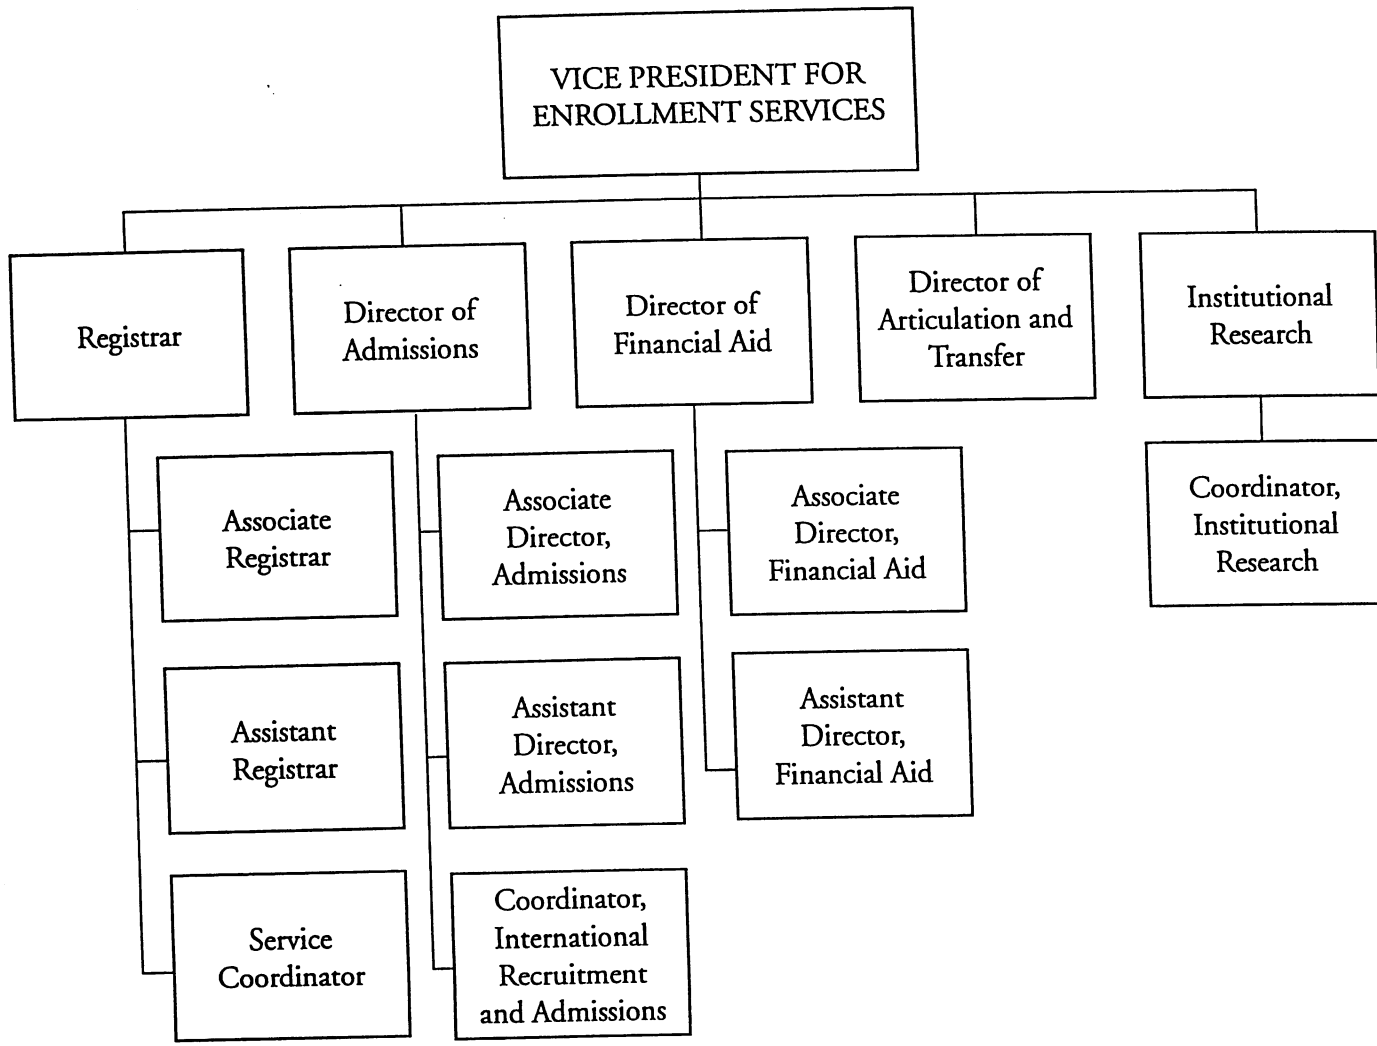 VICE PRESIDENT FOR
ENROLLMENT SERVICES
Registrar
Director of
Admissions
Director of
Financial Aid
Director of
Articulation and
Transfer
Institutional
Research
Associate
Registrar
Assistant
Registrar
Service
Coordinator
Associate
Director,
Admissions
Assistant
Director,
Admissions
Coordinator,
International
Recruitment
and Admissions
Associate
Director,
Financial Aid
Assistant
Director,
Financial Aid
Coordinator,
Institutional
Research